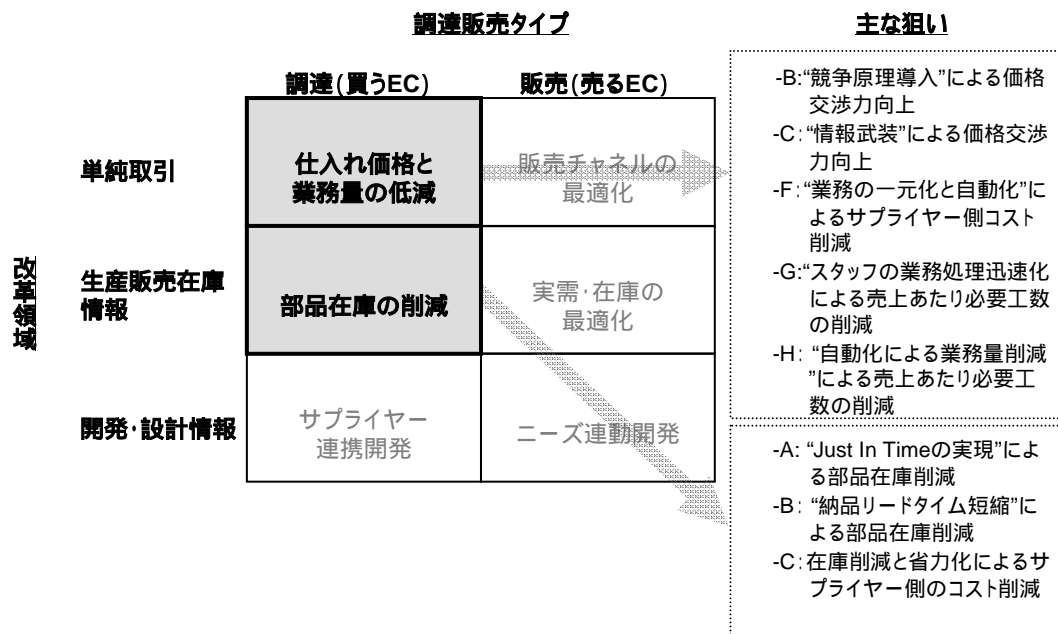 調達販売タイプ
主な狙い
調達(買うEC)
販売(売るEC)
改革領域
単純取引
仕入れ価格と
業務量の低減
販売チャネルの
最適化
生産販売在庫
情報
部品在庫の削減
実需･在庫の
最適化
開発･設計情報
サプライヤー
連携開発
ニーズ連動開発
-B:“競争原理導入”による価格
交渉力向上
-C:“情報武装”による価格交渉
力向上
-F:“業務の一元化と自動化”に
よるサプライヤー側コスト
削減
-G:“スタッフの業務処理迅速化
による売上あたり必要工数
の削減
-H: “自動化による業務量削減
”による売上あたり必要工
数の削減
-A: “Just In Timeの実現”によ
る部品在庫削減
-B: “納品リードタイム短縮”に
よる部品在庫削減
-C:在庫削減と省力化によるサ
プライヤー側のコスト削減